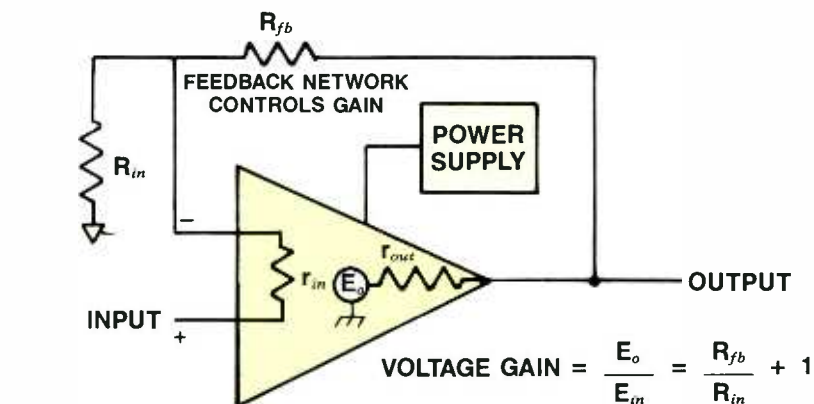 R_fb
FEEDBACK NETWORK
CONTROLS GAIN
POWER
SUPPLY
R_in
−
r_out
r_in
E_o
OUTPUT
INPUT
+
VOLTAGE GAIN = E_o / E_in = R_fb / R_in + 1